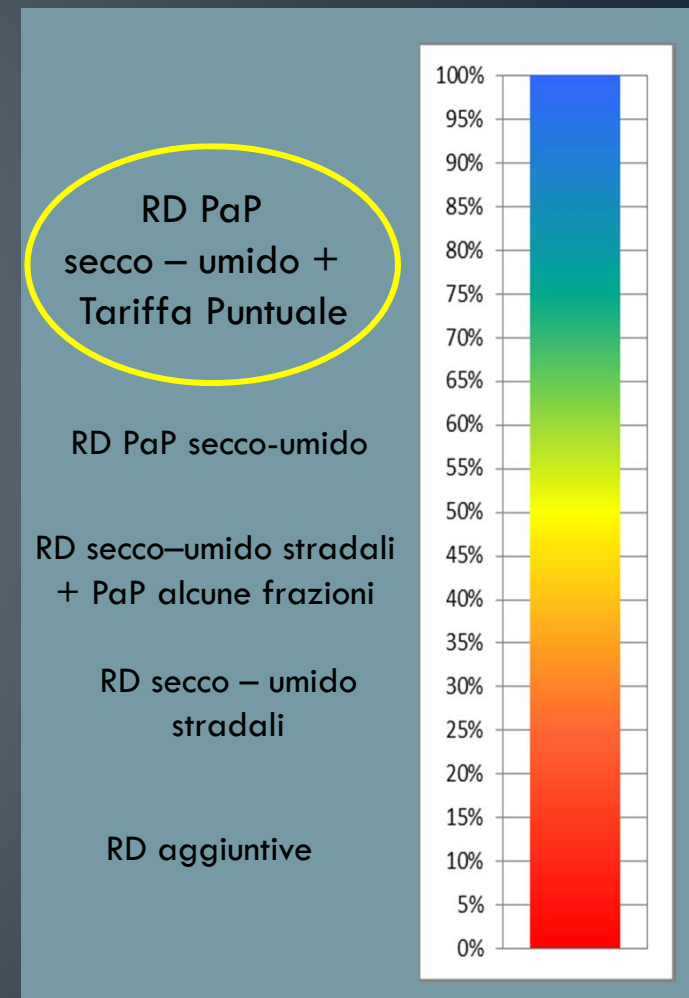 RD PaP
secco – umido +
Tariffa Puntuale
RD PaP secco-umido
RD secco–umido stradali
+ PaP alcune frazioni
RD secco – umido
stradali
RD aggiuntive
100%
95%
90%
85%
80%
75%
70%
65%
60%
55%
50%
45%
40%
35%
30%
25%
20%
15%
10%
5%
0%